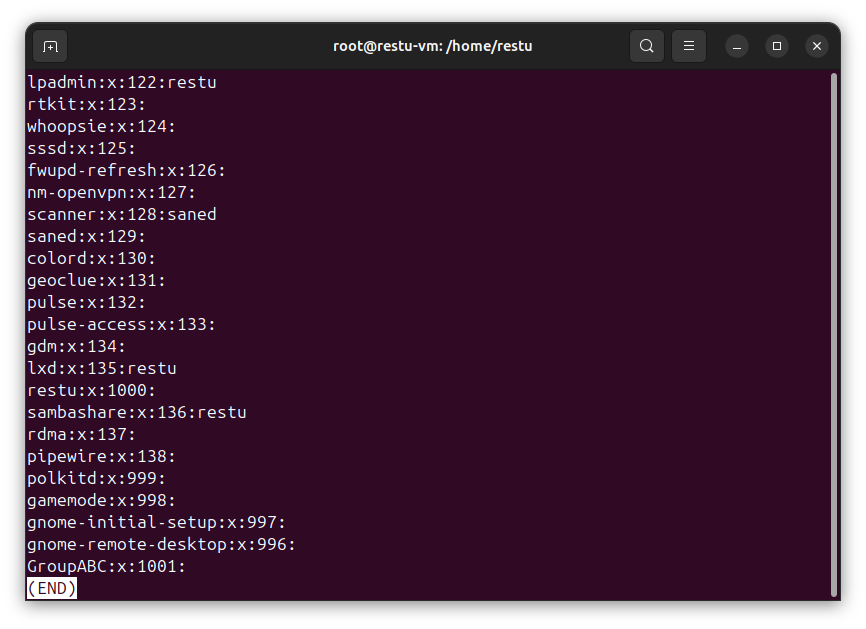 root@restu-vm: /home/restu
lpadmin:x:122:restu
rtkit:x:123:
whoopsie:x:124:
sssd:x:125:
fwupd-refresh:x:126:
nm-openvpn:x:127:
scanner:x:128:saned
saned:x:129:
colord:x:130:
geoclue:x:131:
pulse:x:132:
pulse-access:x:133:
gdm:x:134:
lxd:x:135:restu
restu:x:1000:
sambashare:x:136:restu
rdma:x:137:
pipewire:x:138:
polkitd:x:999:
gamemode:x:998:
gnome-initial-setup:x:997:
gnome-remote-desktop:x:996:
GroupABC:x:1001:
(END)